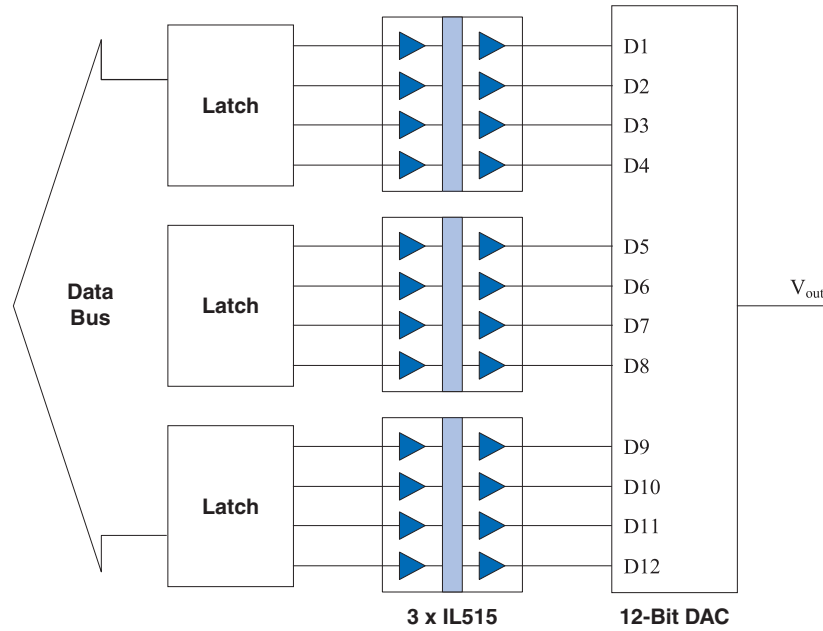 Latch
D1
D2
D3
D4
Data
Bus
Latch
D5
D6
D7
D8
Vout
Latch
D9
D10
D11
D12
3 x IL515
12-Bit DAC